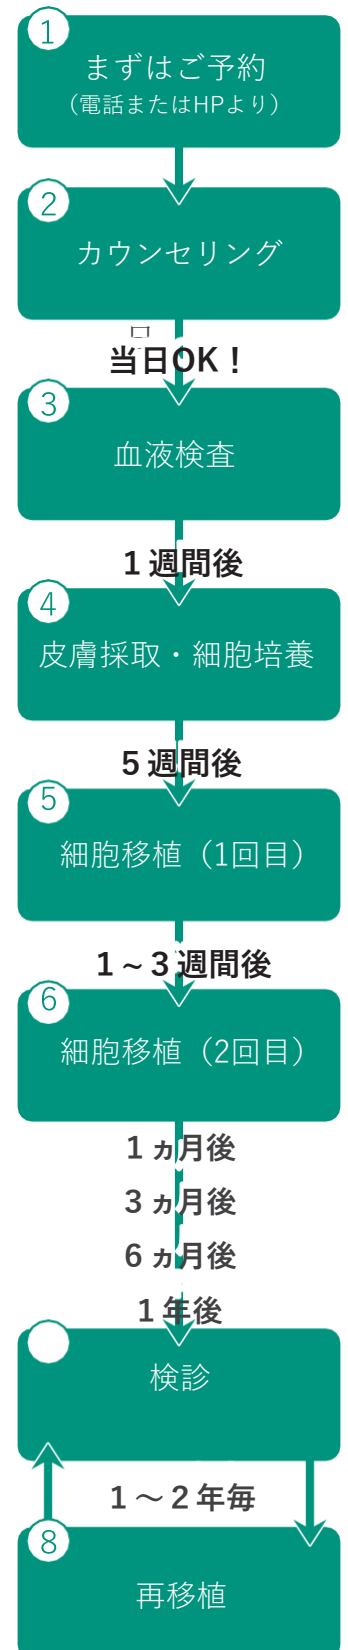 1
まずはご予約
（電話またはHPより）
2
カウンセリング
当日OK！
3
血液検査
1 週間後
4
皮膚採取・細胞培養
5 週間後
5
細胞移植（1回目）
1 ~ 3 週間後
6
細胞移植（2回目）
1 ヵ月後
3 ヵ月後
6 ヵ月後
1 年後
検診
1 ～ 2 年毎
8
再移植